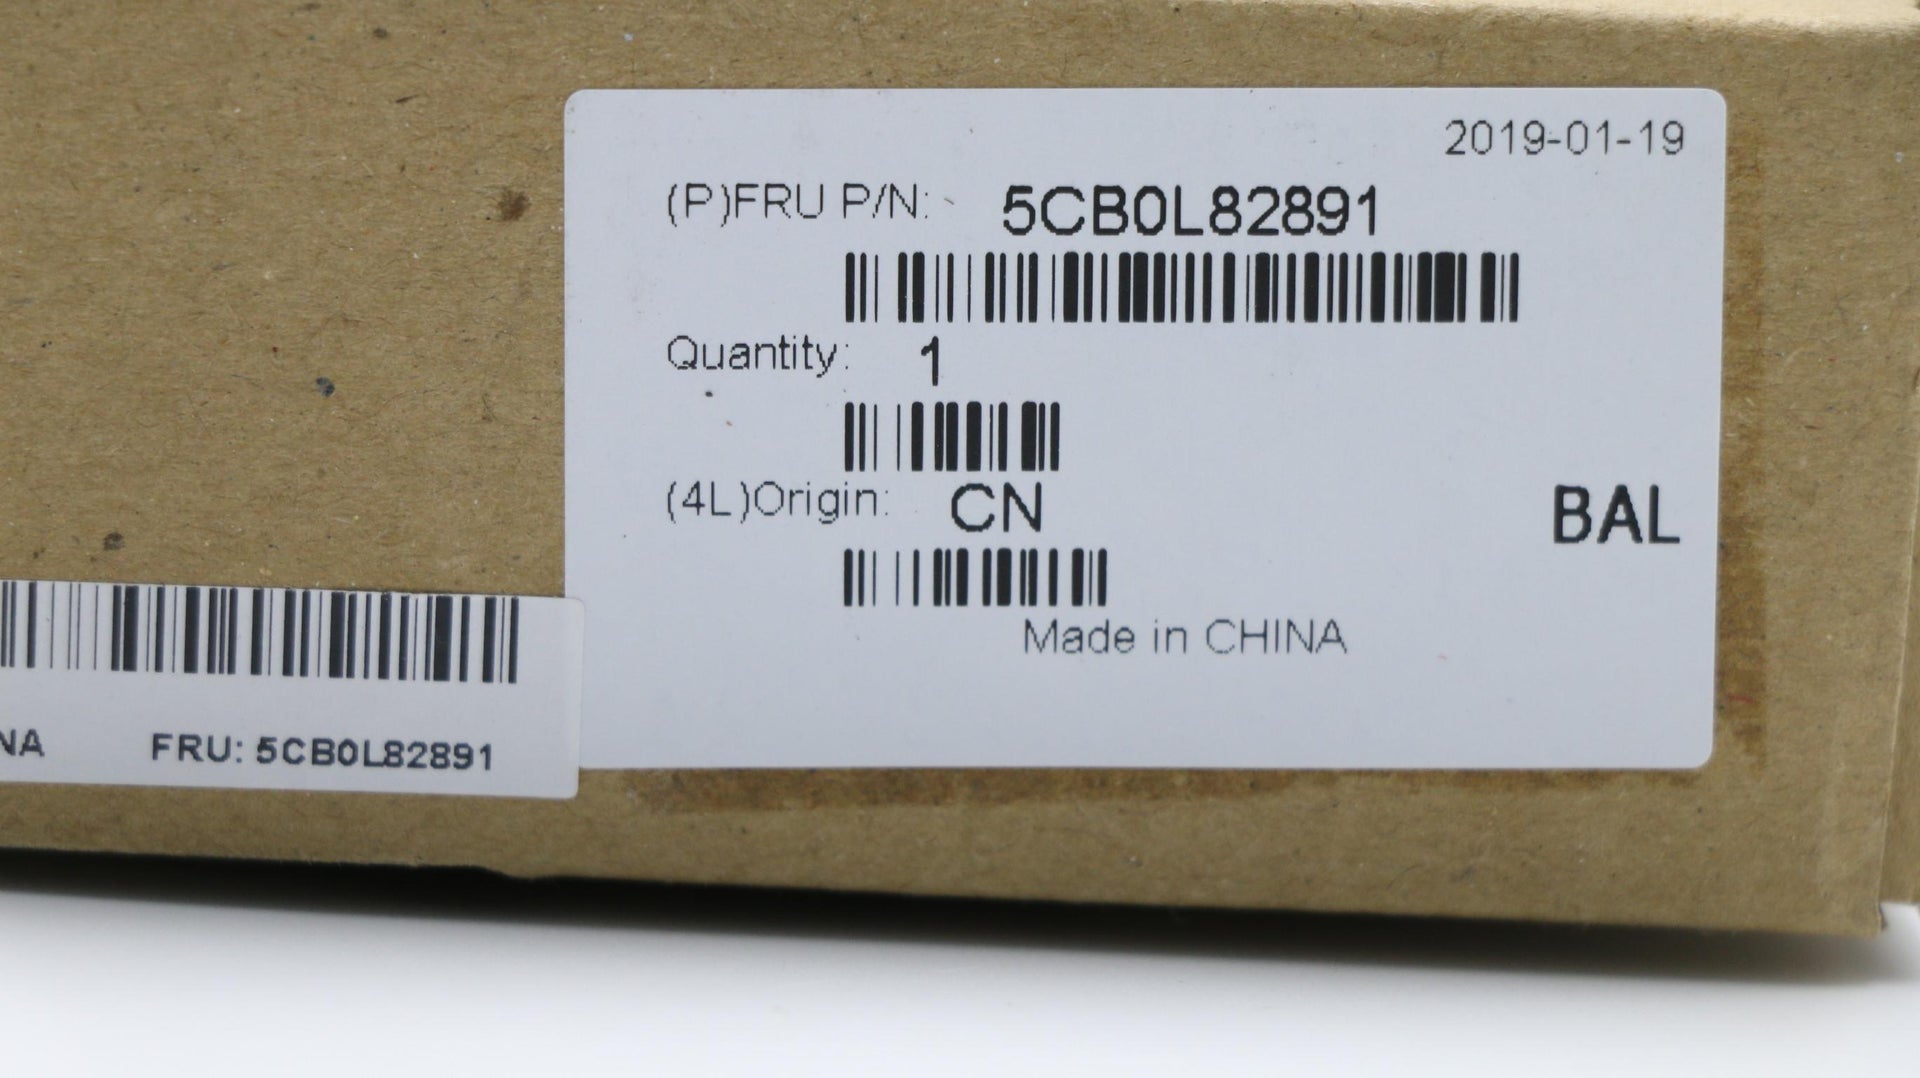 2019-01-19
(P)FRU P/N: 5CB0L82891
Quantity: 1
(4L)Origin: CN
BAL
Made in CHINA
NA FRU: 5CB0L82891